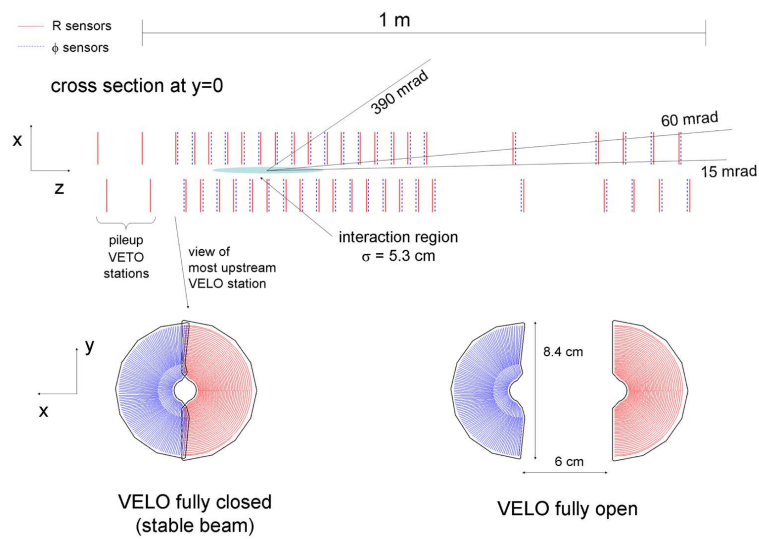 R sensors
1 m
ϕ sensors
cross section at y=0
390 mrad
60 mrad
x
z
15 mrad
pileup
VETO
stations
view of
most upstream
VELO station
interaction region
σ = 5.3 cm
y
x
8.4 cm
6 cm
VELO fully closed
(stable beam)
VELO fully open